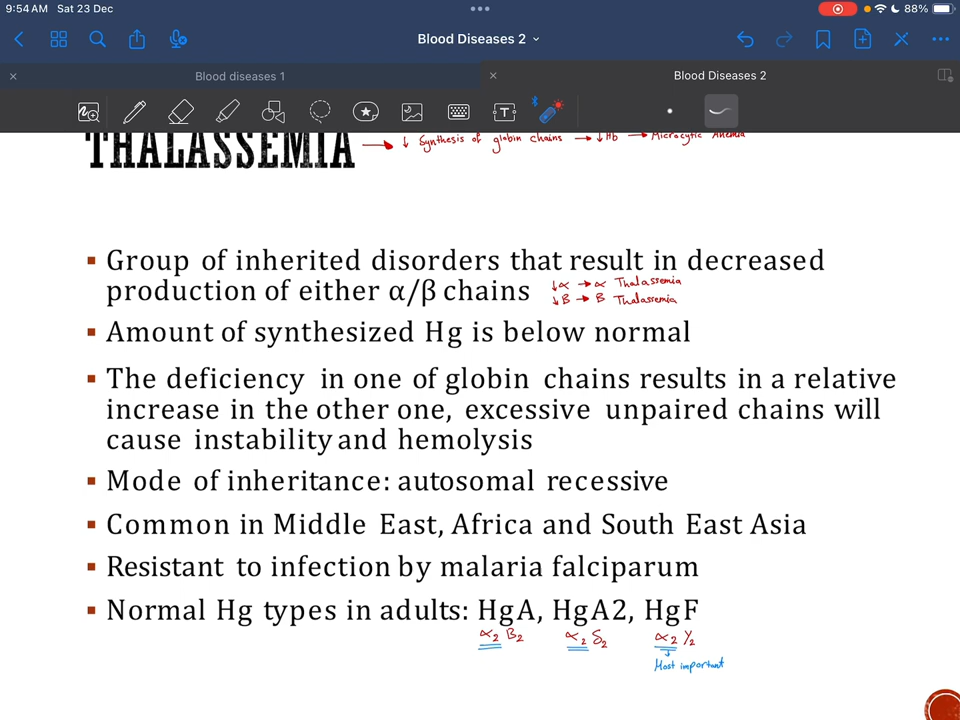 9:54 AM Sat 23 Dec
88%
Blood Diseases 2
Blood diseases 1
Blood Diseases 2
THALASSEMIA → ↓ Synthesis of globin chains → ↓Hb → Microcytic Anemia
▪ Group of inherited disorders that result in decreased
production of either α/β chains
↓α → α Thalassemia
↓B → B Thalassemia
▪ Amount of synthesized Hg is below normal
▪ The deficiency in one of globin chains results in a relative
increase in the other one, excessive unpaired chains will
cause instability and hemolysis
▪ Mode of inheritance: autosomal recessive
▪ Common in Middle East, Africa and South East Asia
▪ Resistant to infection by malaria falciparum
▪ Normal Hg types in adults: HgA, HgA2, HgF
α2 B2 α2 δ2 α2 γ2
↓
Most important